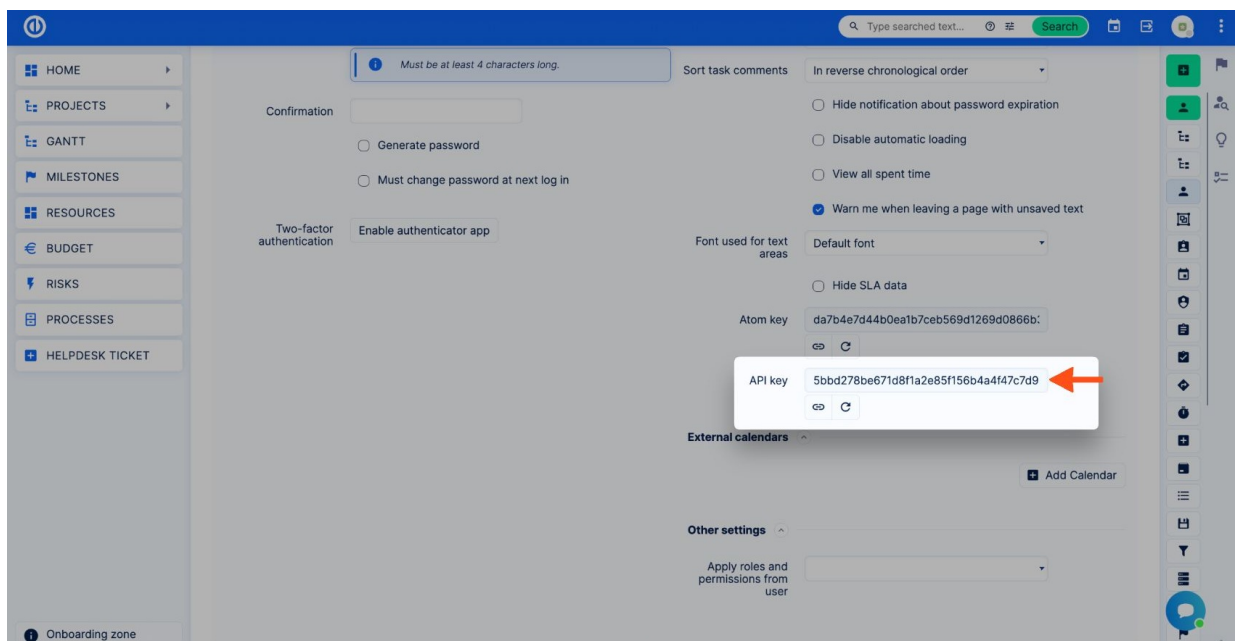 Type searched text...
Search
HOME
PROJECTS
GANTT
MILESTONES
RESOURCES
BUDGET
RISKS
PROCESSES
HELPDESK TICKET
Onboarding zone
Must be at least 4 characters long.
Confirmation
Generate password
Must change password at next log in
Two-factor
authentication
Enable authenticator app
Sort task comments
In reverse chronological order
Hide notification about password expiration
Disable automatic loading
View all spent time
Warn me when leaving a page with unsaved text
Font used for text
areas
Default font
Hide SLA data
Atom key
da7b4e7d44b0ea1b7ceb569d1269d0866b
API key
5bbd278be671d8f1a2e85f156b4a4f47c7d9
External calendars
Add Calendar
Other settings
Apply roles and
permissions from
user